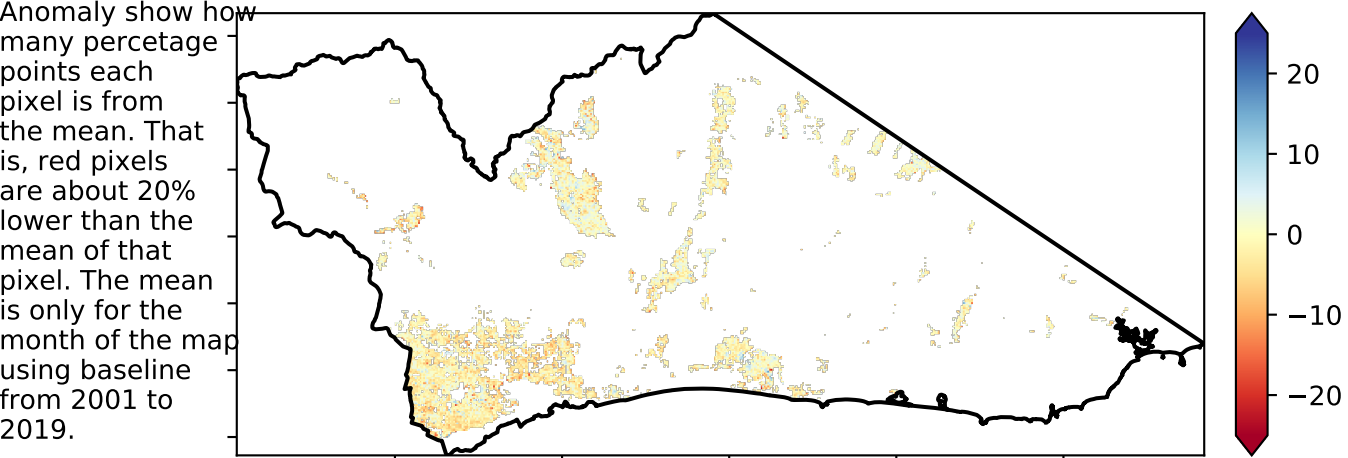 Anomaly show how
many percetage
points each
pixel is from
the mean. That
is, red pixels
are about 20%
lower than the
mean of that
pixel. The mean
is only for the
month of the map
using baseline
from 2001 to
2019.
20
10
0
−10
−20